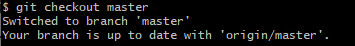 $ git checkout master
Switched to branch 'master'
Your branch is up to date with 'origin/master'.